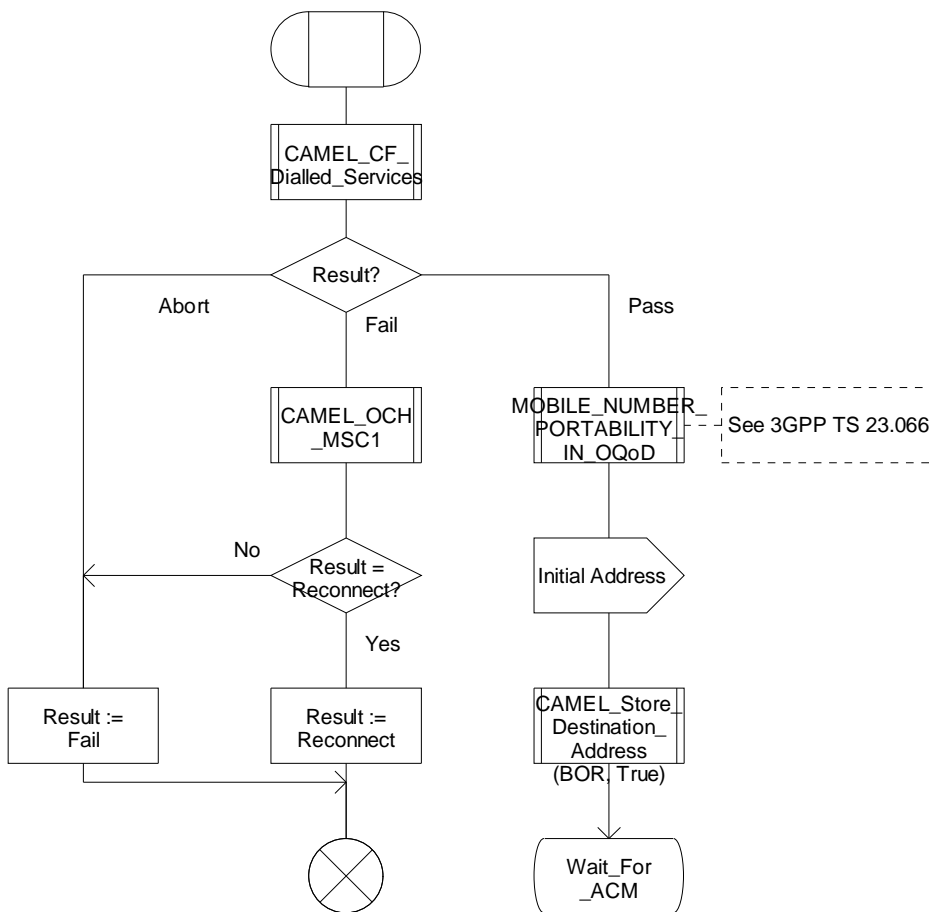 CAMEL_CF_
Dialled_Services
Result?
Abort
Fail
Pass
CAMEL_OCH
_MSC1
MOBILE_NUMBER_
PORTABILITY_
IN_OQoD
See 3GPP TS 23.066
No
Result =
Reconnect?
Initial Address
Yes
Result :=
Fail
Result :=
Reconnect
CAMEL_Store_
Destination_
Address
(BOR, True)
Wait_For
_ACM